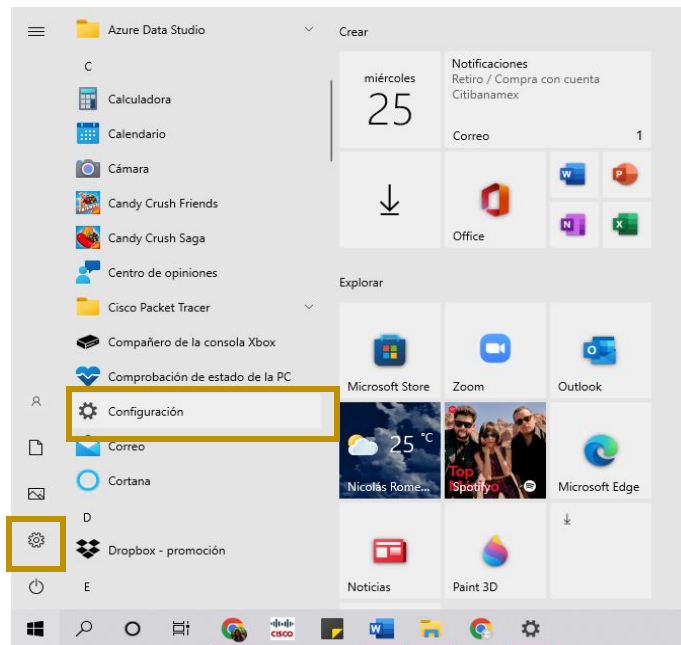 Azure Data Studio
C
Calculadora
Calendario
Cámara
Candy Crush Friends
Candy Crush Saga
Centro de opiniones
Cisco Packet Tracer
Compañero de la consola Xbox
Comprobación de estado de la PC
Configuración
Correo
Cortana
D
Dropbox - promoción
E
Crear
miércoles
25
Notificaciones
Retiro / Compra con cuenta
Citibanamex
Correo 1
Office
W
P
N
X
Explorar
Microsoft Store
Zoom
Outlook
25 °C
Nicolás Rome...
Top
Spotify
Microsoft Edge
Noticias
Paint 3D
CISCO